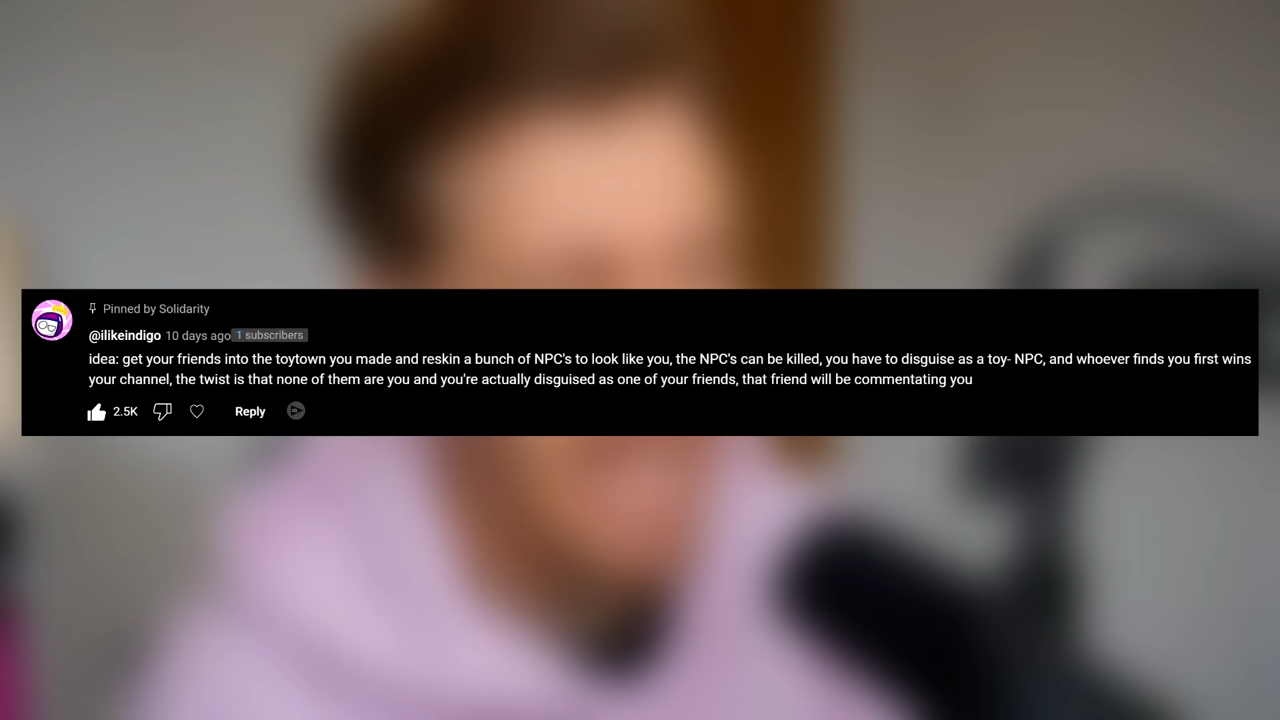 Pinned by Solidarity
@ilikeindigo 10 days ago 1 subscribers
idea: get your friends into the toytown you made and reskin a bunch of NPC's to look like you, the NPC's can be killed, you have to disguise as a toy- NPC, and whoever finds you first wins
your channel, the twist is that none of them are you and you're actually disguised as one of your friends, that friend will be commentating you
2.5K Reply